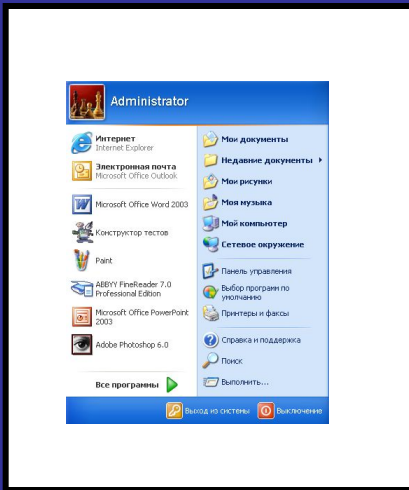 Administrator
Интернет
Internet Explorer
Электронная почта
Microsoft Office Outlook
Microsoft Office Word 2003
Конструктор тестов
Paint
ABBYY FineReader 7.0
Professional Edition
Microsoft Office PowerPoint
2003
Adobe Photoshop 6.0
Все программы
Мои документы
Недавние документы
Мои рисунки
Моя музыка
Мой компьютер
Сетевое окружение
Панель управления
Выбор программ по
умолчанию
Принтеры и факсы
Справка и поддержка
Поиск
Выполнить...
Выход из системы
Выключение